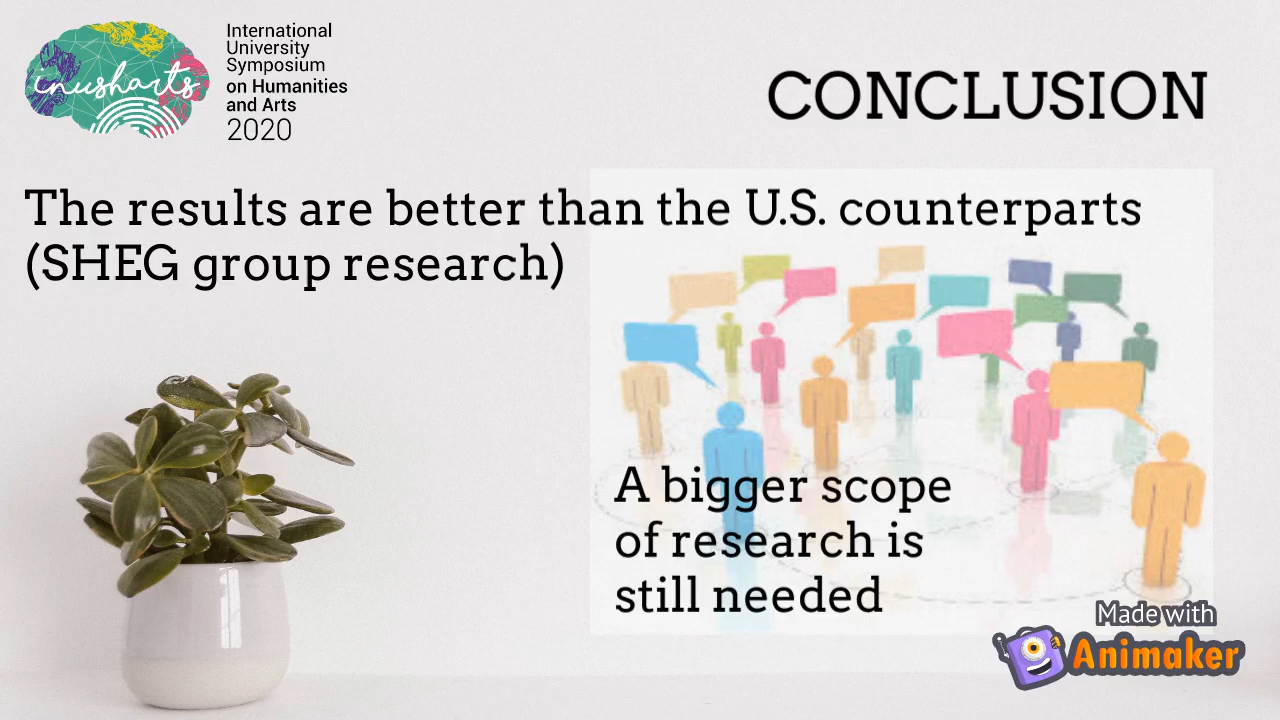 inusharts
International
University
Symposium
on Humanities
and Arts
2020
CONCLUSION
The results are better than the U.S. counterparts
(SHEG group research)
A bigger scope
of research is
still needed
Made with
Animaker